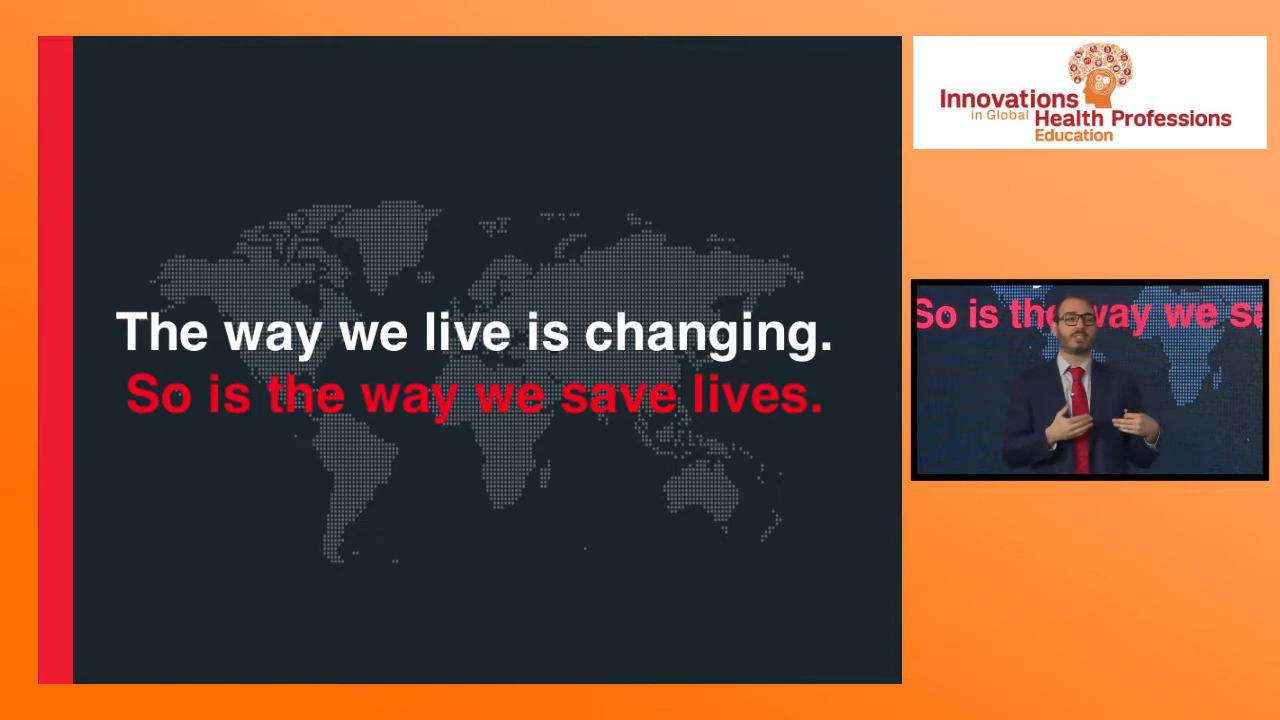 The way we live is changing.
So is the way we save lives.
Innovations
in Global Health Professions
Education
So is the way we sa